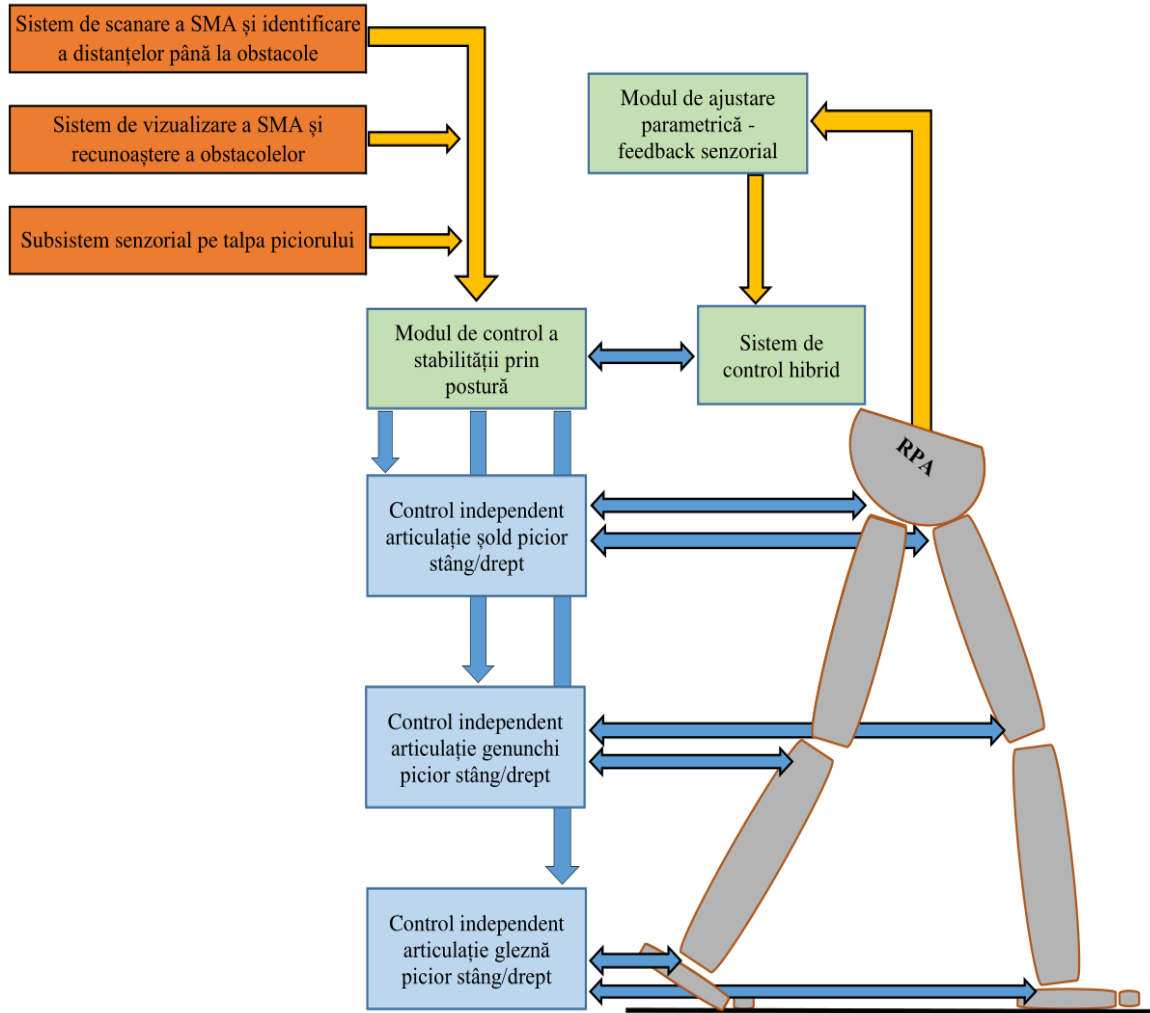 Sistem de scanare a SMA și identificare
a distanțelor până la obstacole
Sistem de vizualizare a SMA și
recunoaștere a obstacolelor
Subsistem senzorial pe talpa piciorului
Modul de ajustare
parametrică -
feedback senzorial
Modul de control a
stabilității prin
postură
Sistem de
control hibrid
RPA
Control independent
articulație șold picior
stâng/drept
Control independent
articulație genunchi
picior stâng/drept
Control independent
articulație gleznă
picior stâng/drept